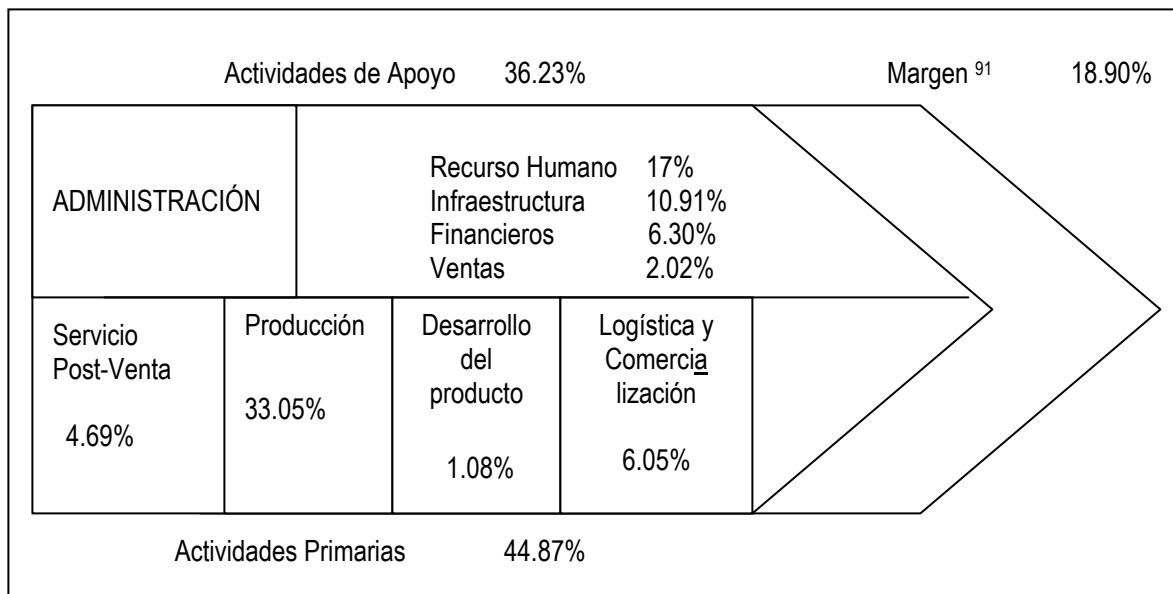 Actividades de Apoyo 36.23% Margen 91 18.90%
ADMINISTRACIÓN
Recurso Humano 17%
Infraestructura 10.91%
Financieros 6.30%
Ventas 2.02%
Servicio
Post-Venta
4.69%
Producción
33.05%
Desarrollo
del
producto
1.08%
Logística y
Comercia
lización
6.05%
Actividades Primarias 44.87%